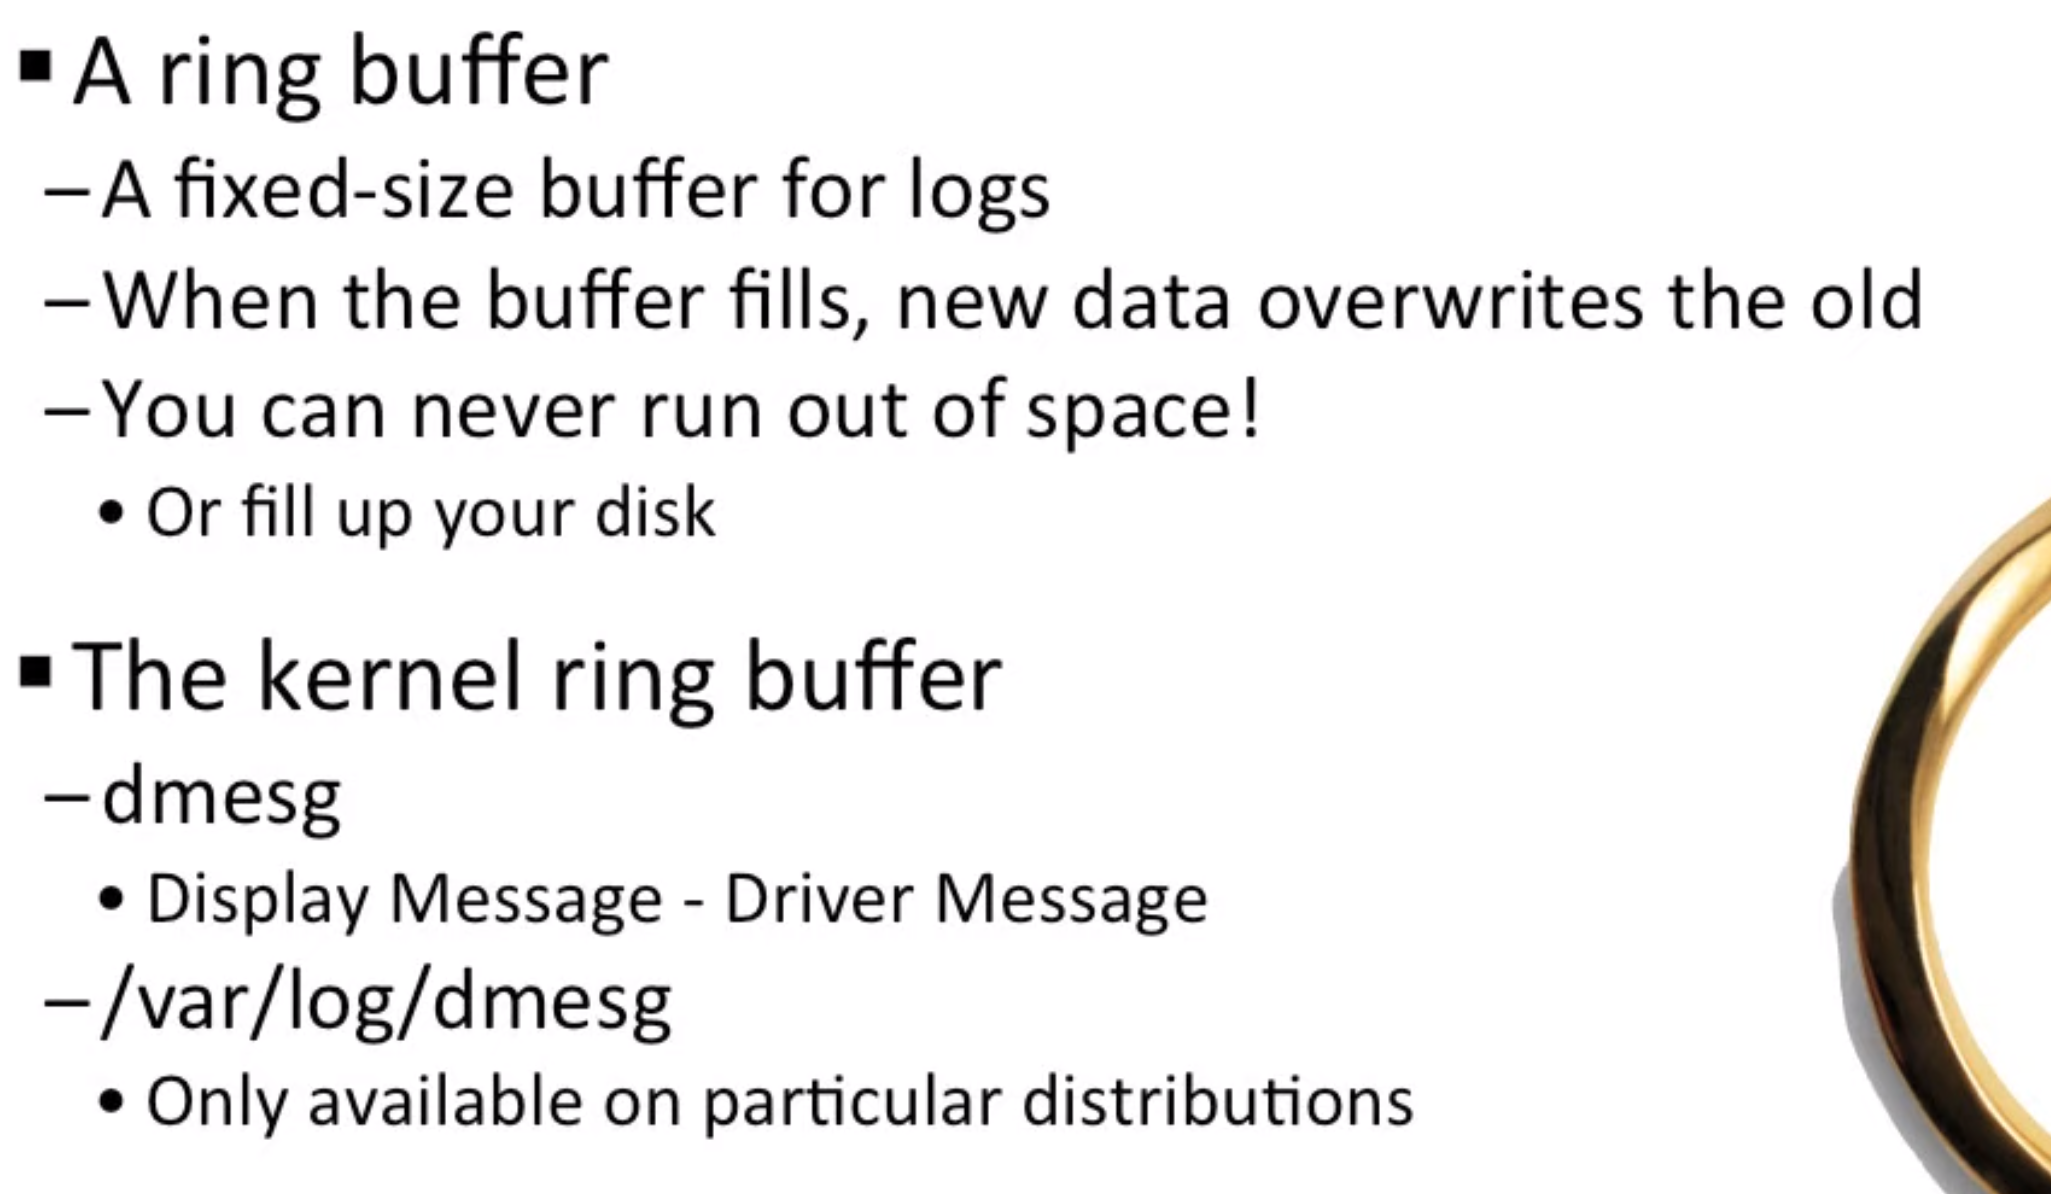 ▪ A ring buffer
– A fixed-size buffer for logs
– When the buffer fills, new data overwrites the old
– You can never run out of space!
• Or fill up your disk
▪ The kernel ring buffer
– dmesg
• Display Message - Driver Message
– /var/log/dmesg
• Only available on particular distributions